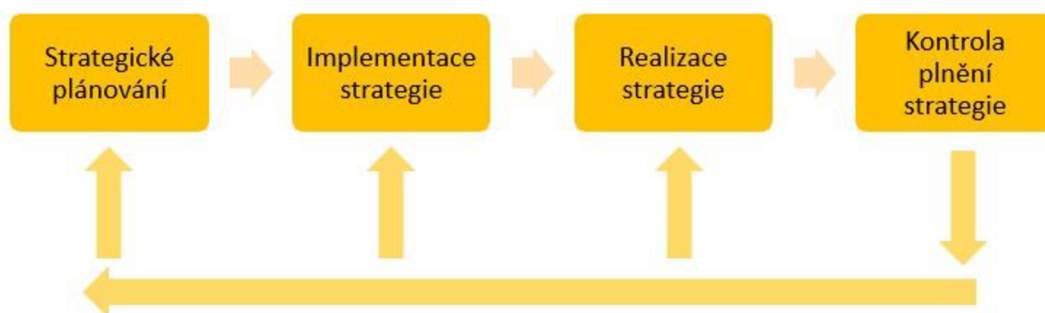 Strategické
plánování
Implementace
strategie
Realizace
strategie
Kontrola
plnění
strategie